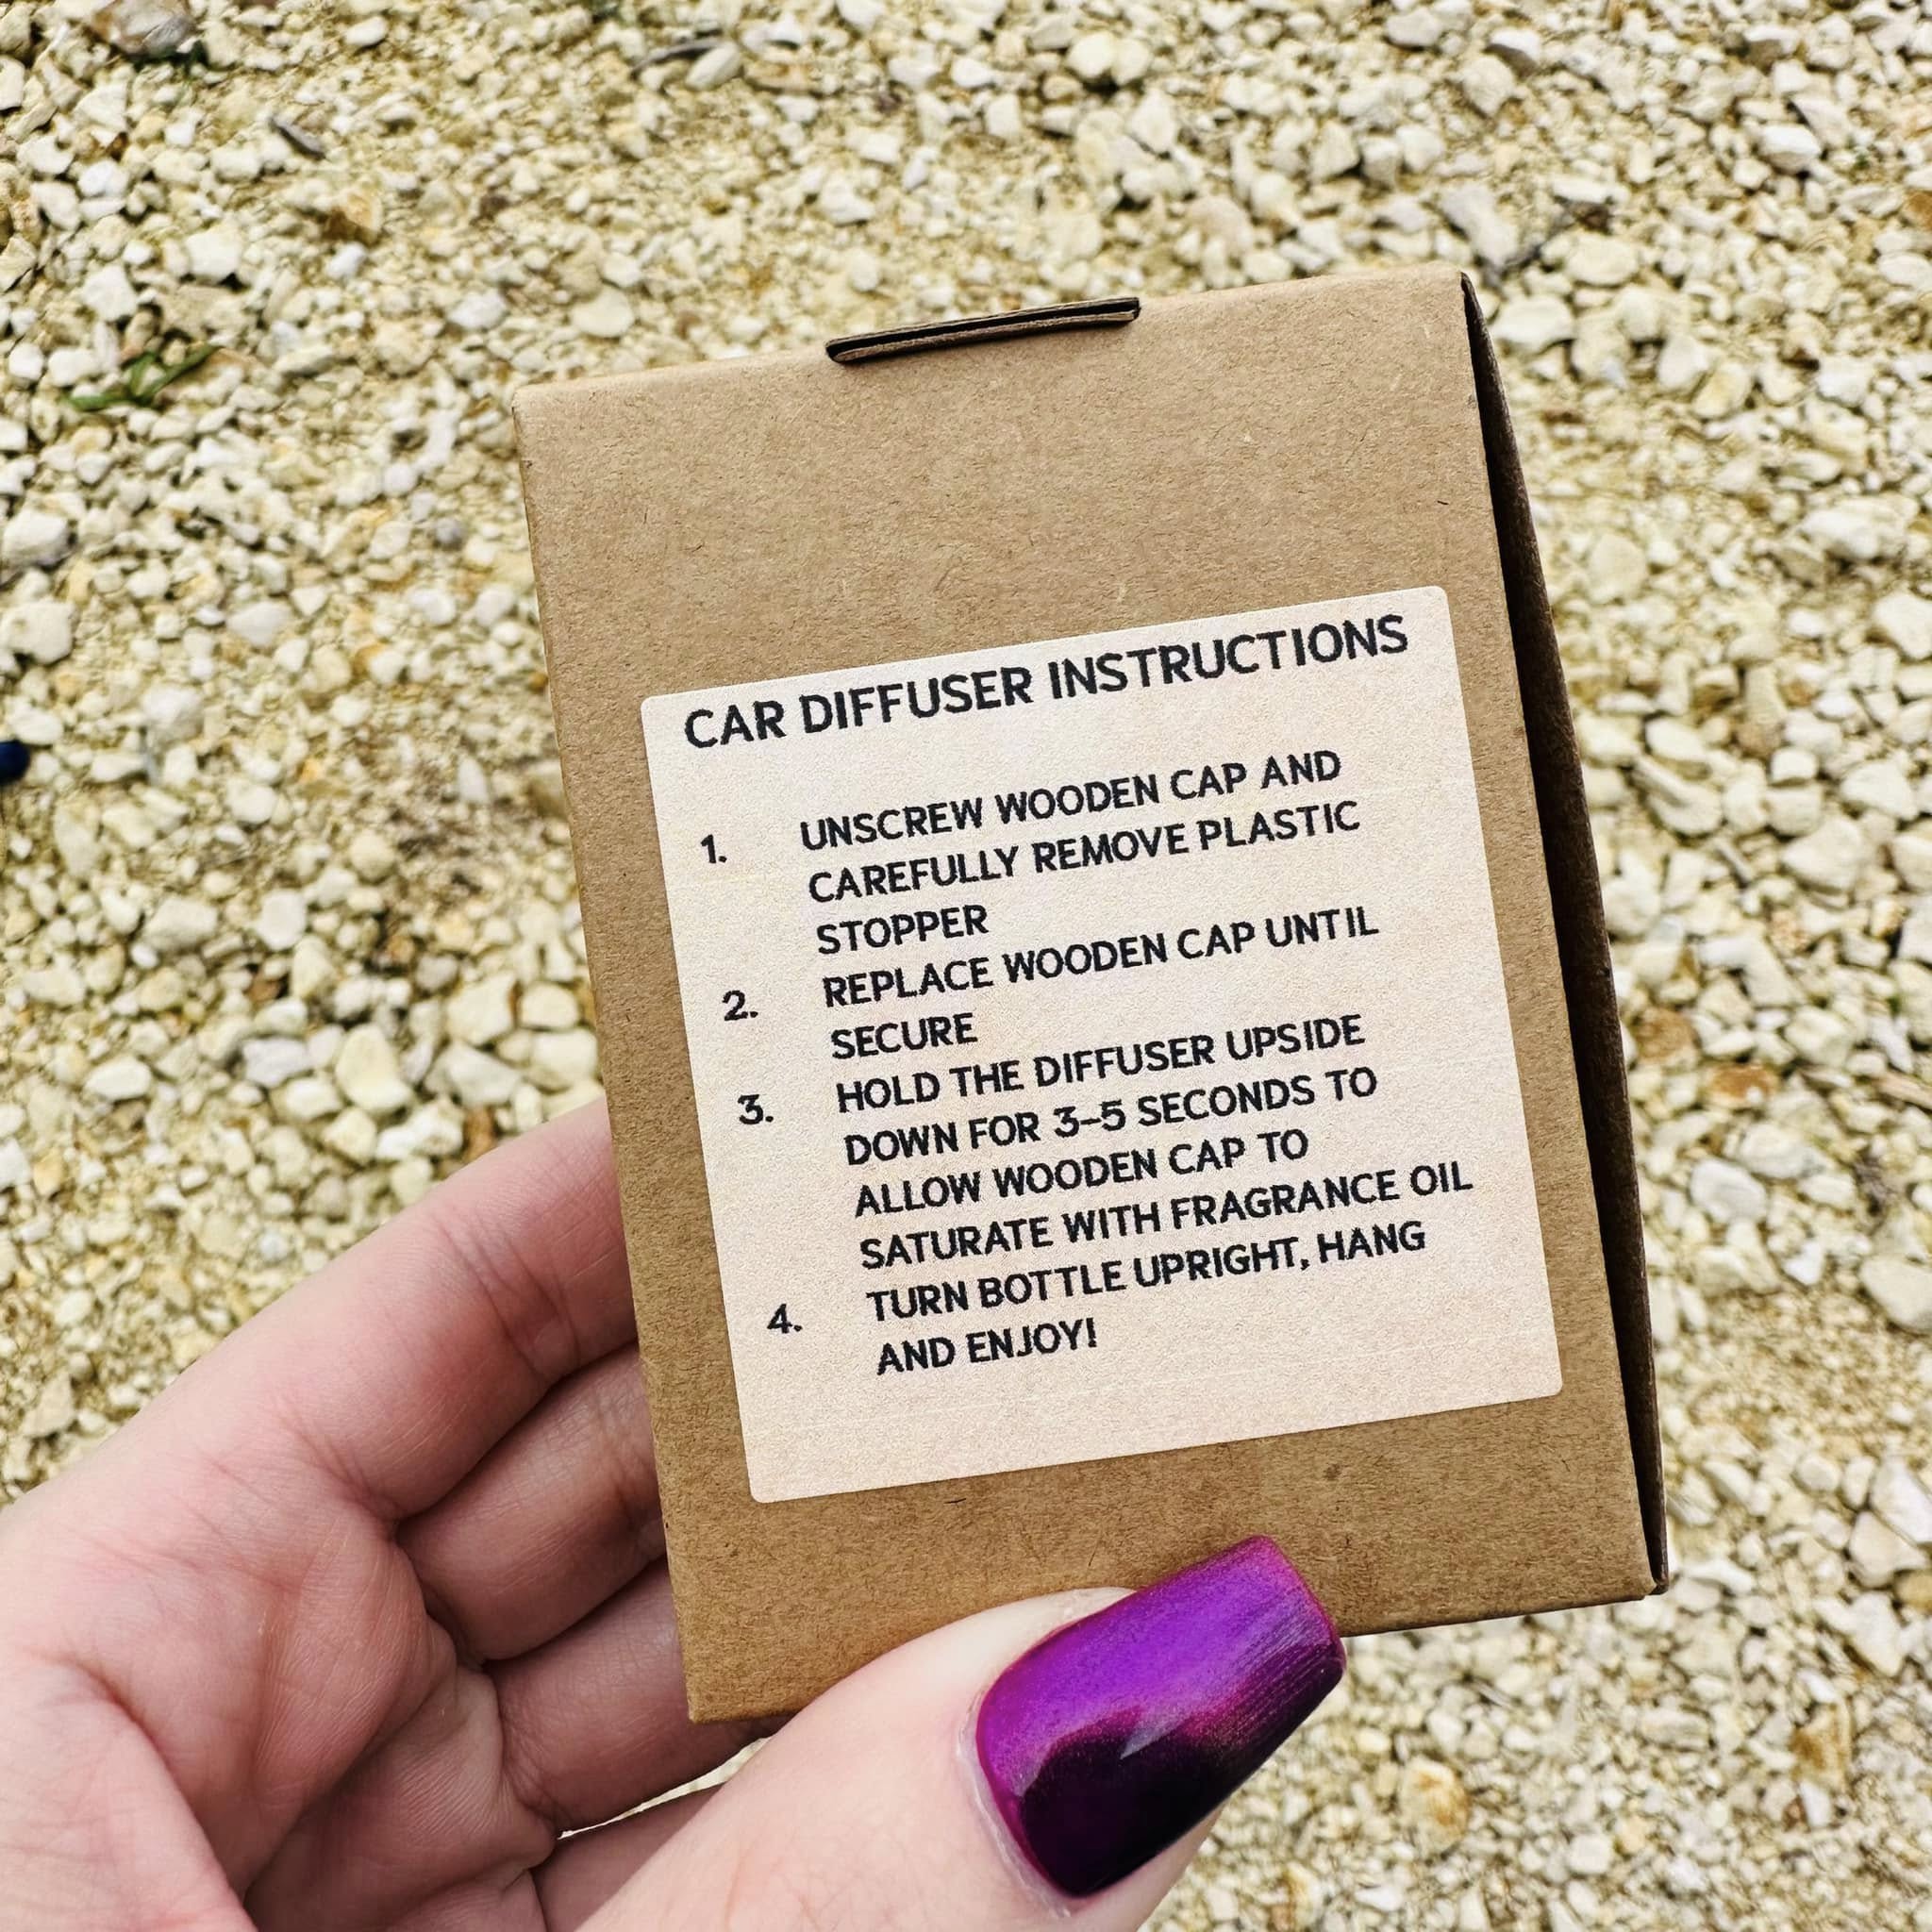 CAR DIFFUSER INSTRUCTIONS
1. UNSCREW WOODEN CAP AND
CAREFULLY REMOVE PLASTIC
STOPPER
2. REPLACE WOODEN CAP UNTIL
SECURE
3. HOLD THE DIFFUSER UPSIDE
DOWN FOR 3–5 SECONDS TO
ALLOW WOODEN CAP TO
SATURATE WITH FRAGRANCE OIL
4. TURN BOTTLE UPRIGHT, HANG
AND ENJOY!